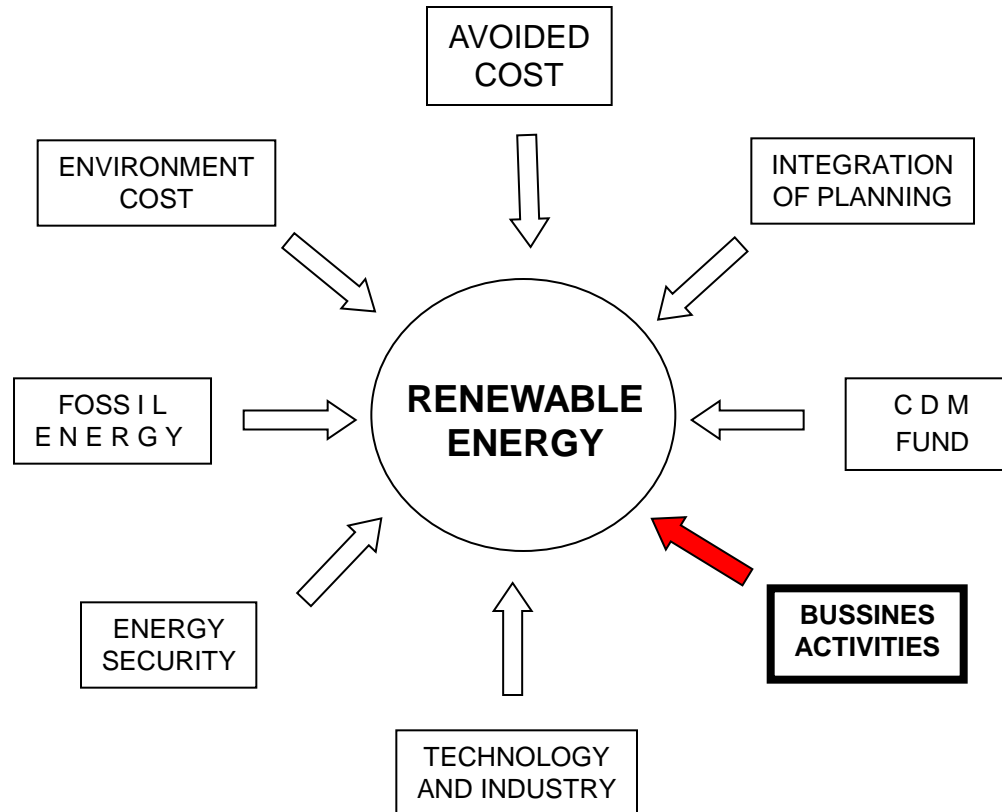 AVOIDED
COST
ENVIRONMENT
COST
INTEGRATION
OF PLANNING
FOSS I L
E N E R G Y
RENEWABLE
ENERGY
C D M
FUND
ENERGY
SECURITY
BUSSINES
ACTIVITIES
TECHNOLOGY
AND INDUSTRY